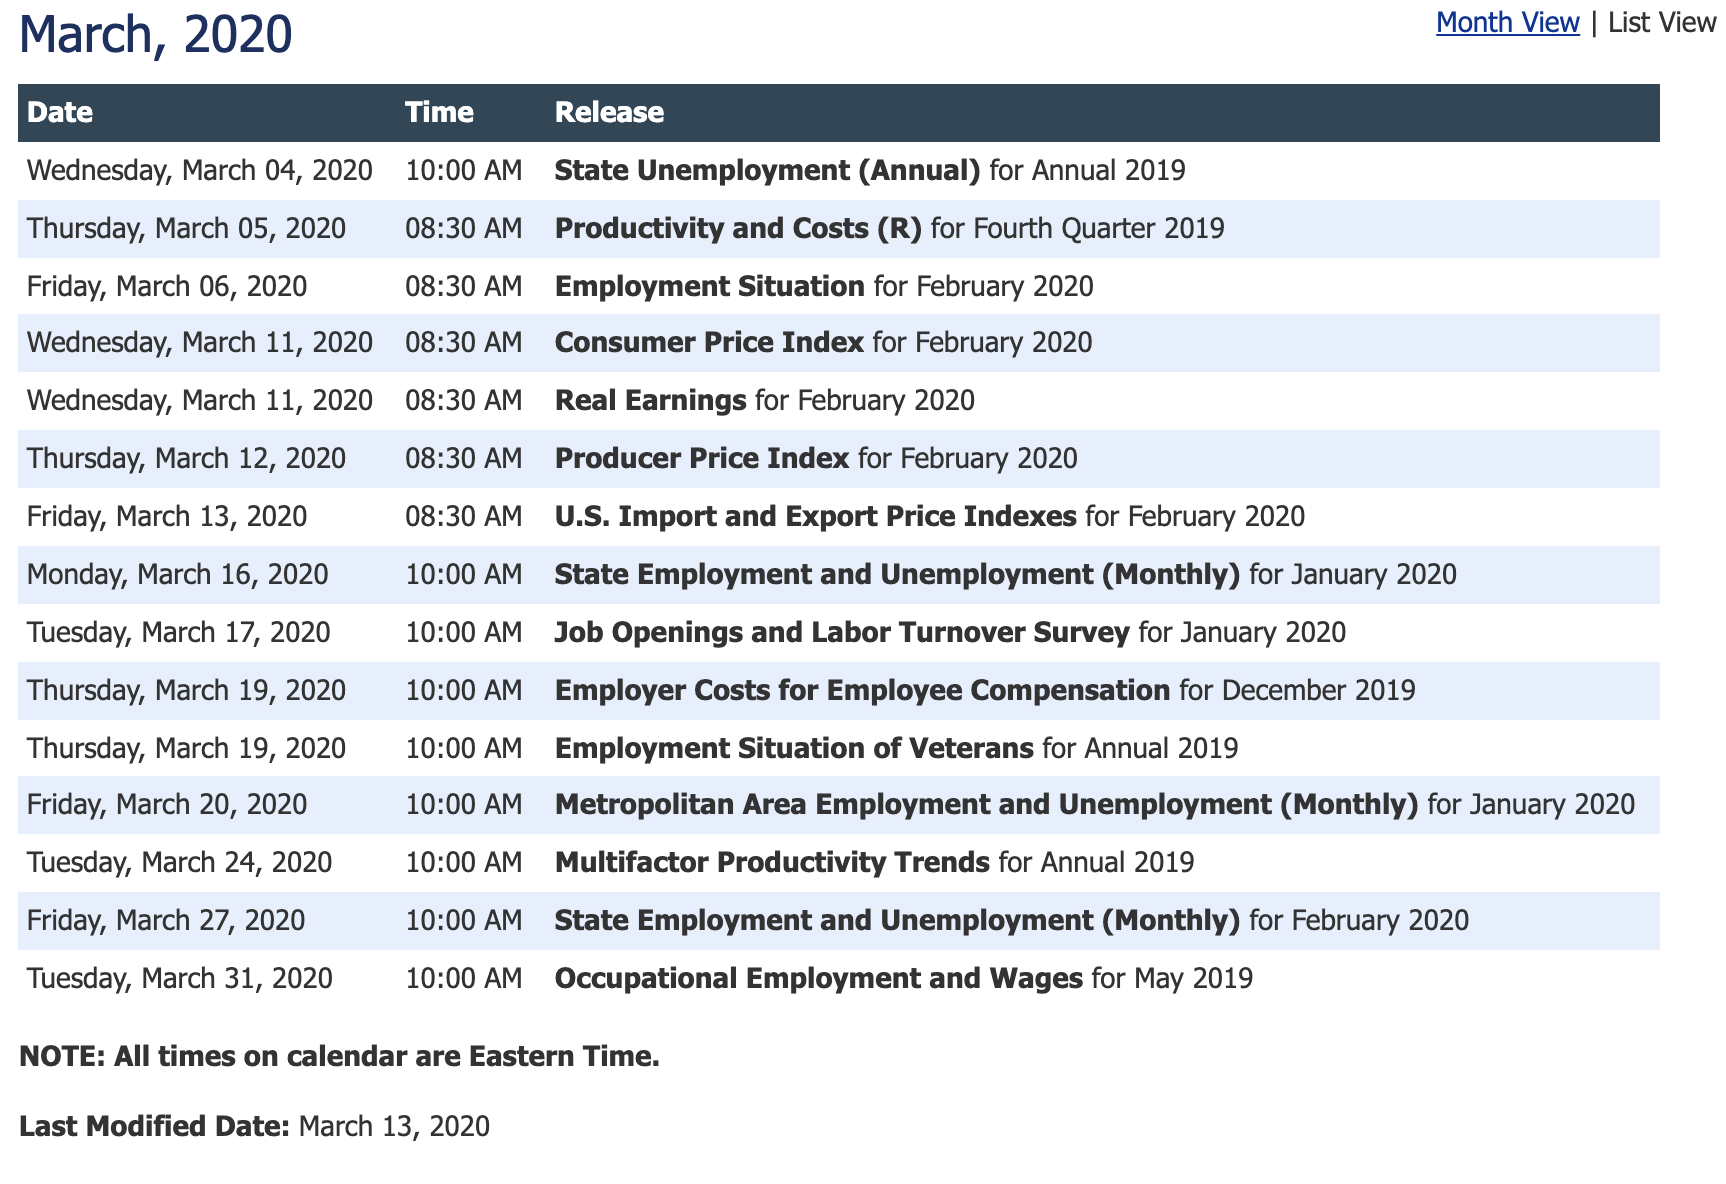 March, 2020
Month View | List View
Date Time Release
Wednesday, March 04, 2020 10:00 AM State Unemployment (Annual) for Annual 2019
Thursday, March 05, 2020 08:30 AM Productivity and Costs (R) for Fourth Quarter 2019
Friday, March 06, 2020 08:30 AM Employment Situation for February 2020
Wednesday, March 11, 2020 08:30 AM Consumer Price Index for February 2020
Wednesday, March 11, 2020 08:30 AM Real Earnings for February 2020
Thursday, March 12, 2020 08:30 AM Producer Price Index for February 2020
Friday, March 13, 2020 08:30 AM U.S. Import and Export Price Indexes for February 2020
Monday, March 16, 2020 10:00 AM State Employment and Unemployment (Monthly) for January 2020
Tuesday, March 17, 2020 10:00 AM Job Openings and Labor Turnover Survey for January 2020
Thursday, March 19, 2020 10:00 AM Employer Costs for Employee Compensation for December 2019
Thursday, March 19, 2020 10:00 AM Employment Situation of Veterans for Annual 2019
Friday, March 20, 2020 10:00 AM Metropolitan Area Employment and Unemployment (Monthly) for January 2020
Tuesday, March 24, 2020 10:00 AM Multifactor Productivity Trends for Annual 2019
Friday, March 27, 2020 10:00 AM State Employment and Unemployment (Monthly) for February 2020
Tuesday, March 31, 2020 10:00 AM Occupational Employment and Wages for May 2019
NOTE: All times on calendar are Eastern Time.
Last Modified Date: March 13, 2020